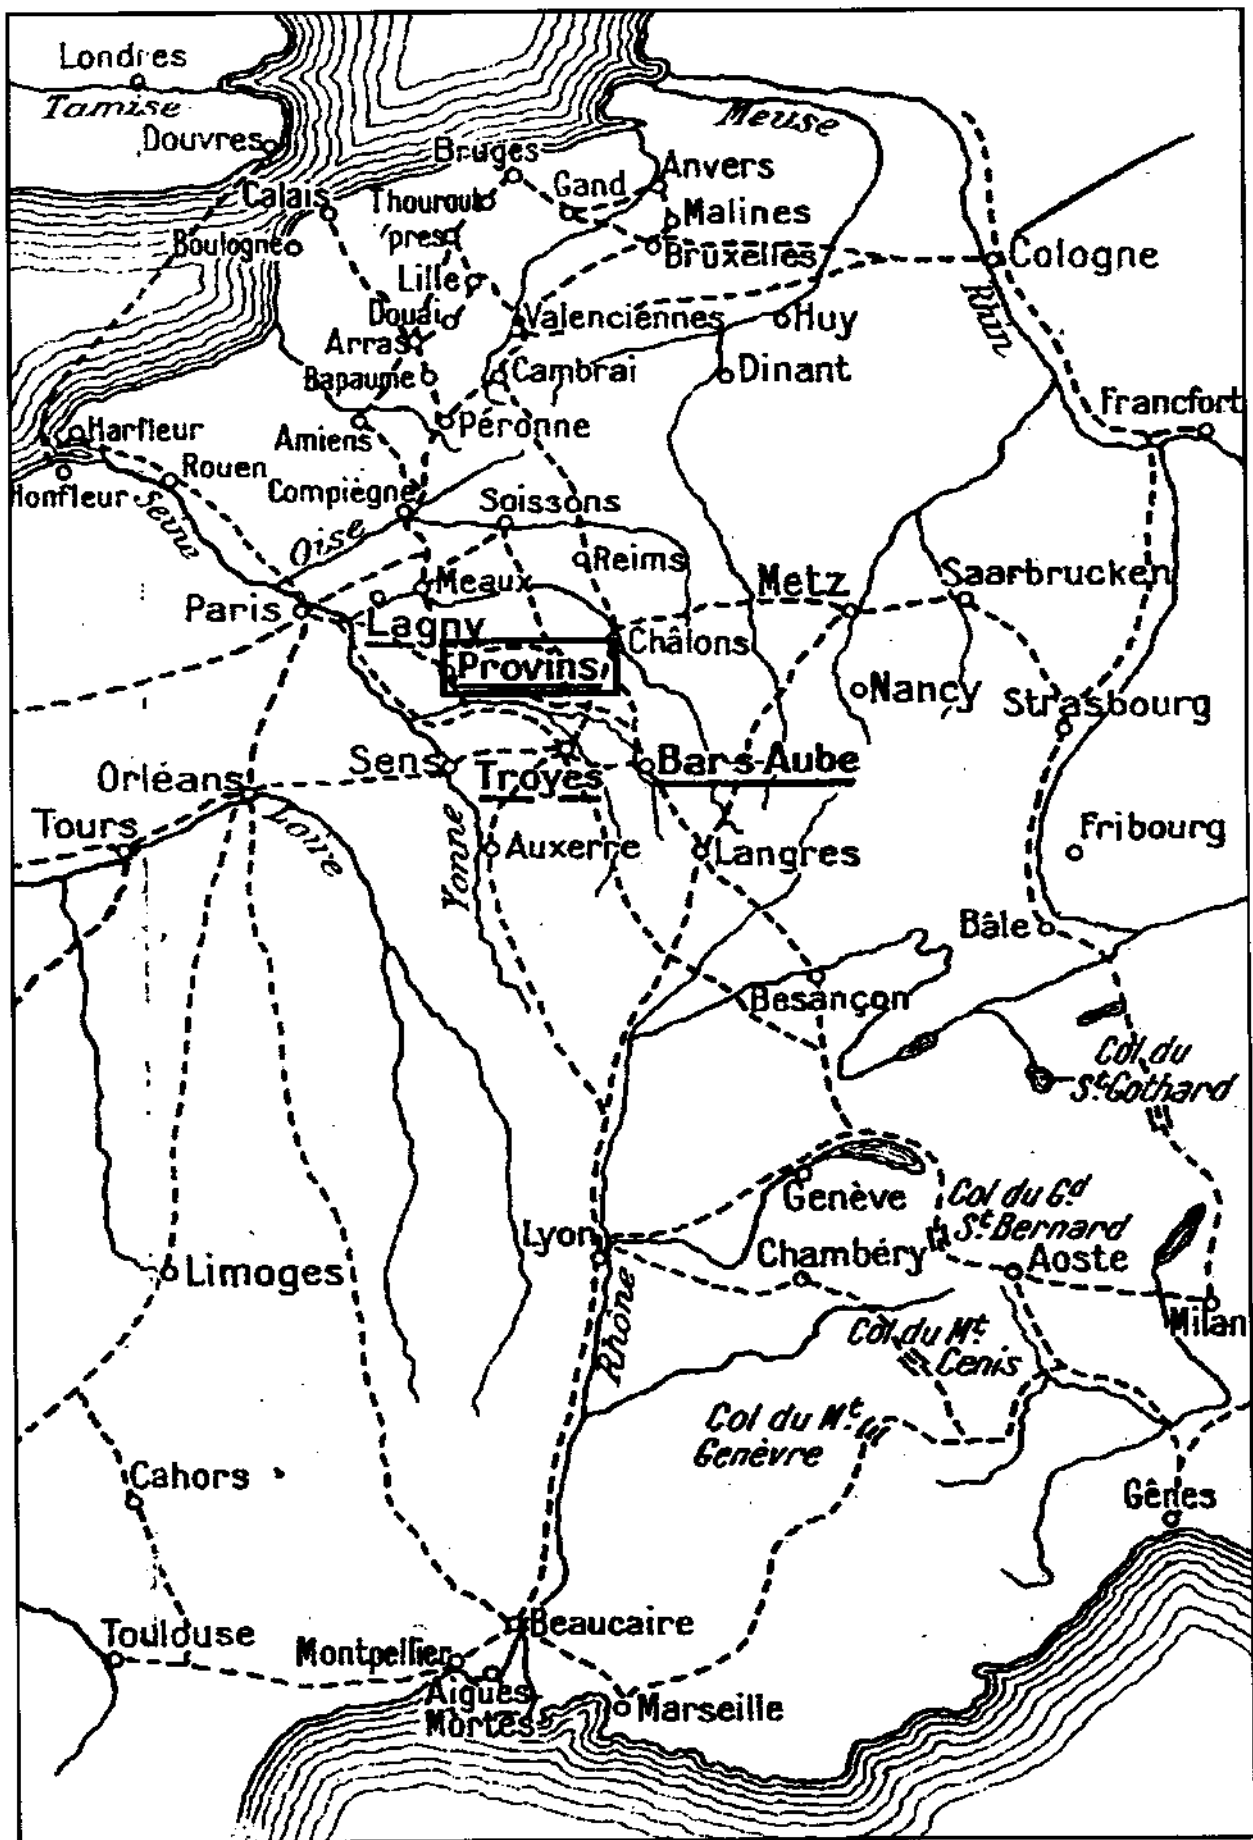 Londres
Tamise
Douvres
Meuse
Bruges
Anvers
Calais
Thourout
Gand
Malines
Boulogne
ypres
Bruxelles
Cologne
Lille
Rhin
Douai
Valenciennes
Huy
Arras
Bapaume
Cambrai
Dinant
Francfort
Harfleur
Amiens
Péronne
Rouen
Honfleur
Seine
Compiègne
Soissons
Oise
Reims
Meaux
Metz
Saarbrucken
Paris
Lagny
Châlons
Provins
Nancy
Strasbourg
Sens
Troyes
Bar-s-Aube
Orléans
Tours
Loire
Yonne
Auxerre
Langres
Fribourg
Bâle
Besançon
Col du
St Gothard
Genève
Col du Gd
St Bernard
Lyon
Chambéry
Aoste
Limoges
Rhône
Milan
Col du Mt
Cenis
Col du Mt
Genèvre
Cahors
Gênes
Toulouse
Beaucaire
Montpellier
Aigues
Mortes
Marseille